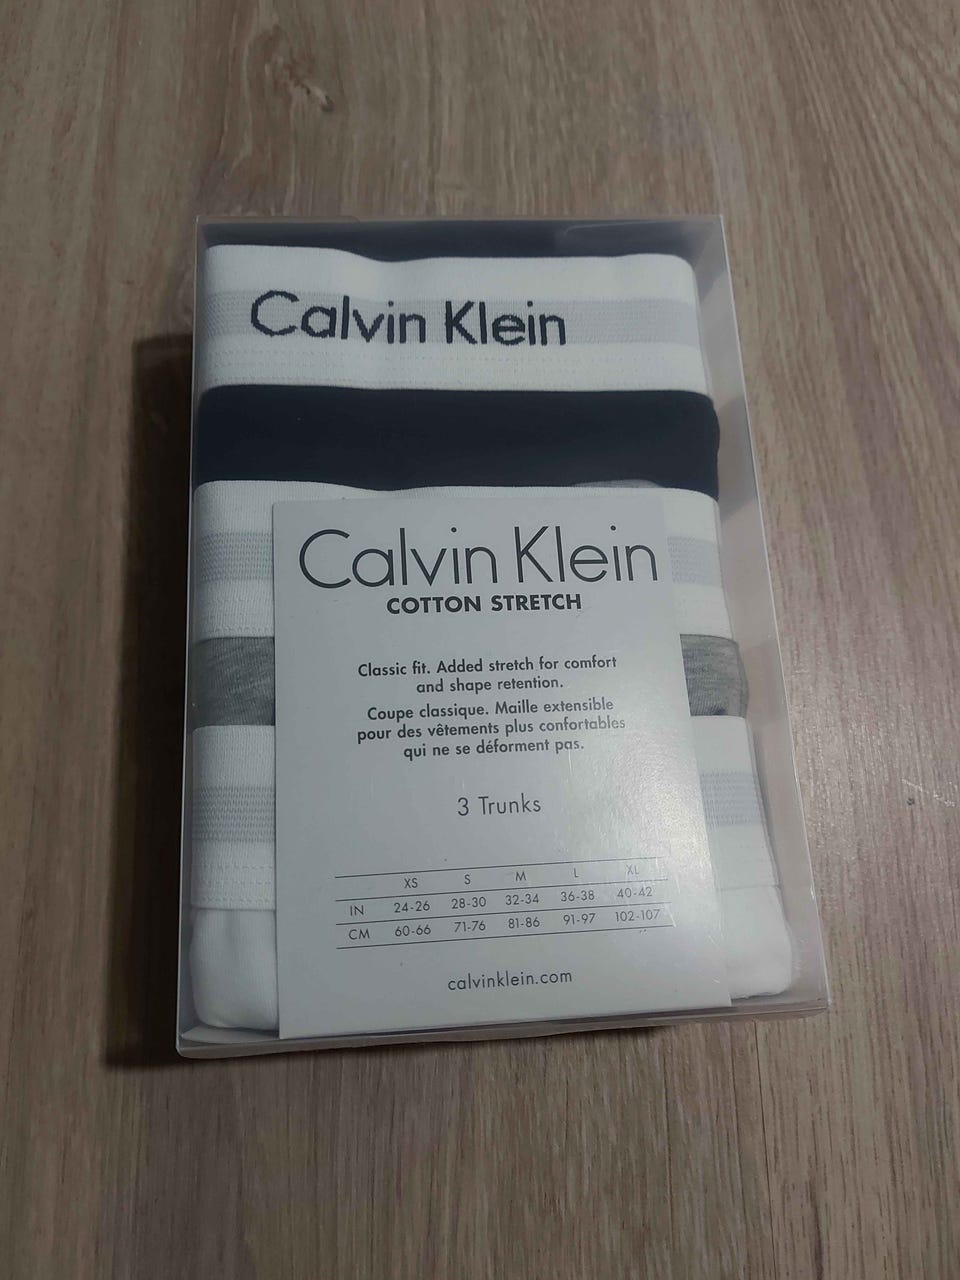 Calvin Klein
Calvin Klein
COTTON STRETCH
Classic fit. Added stretch for comfort
and shape retention.
Coupe classique. Maille extensible
pour des vêtements plus confortables
qui ne se déforment pas.
3 Trunks
XS S M L XL
IN 24-26 28-30 32-34 36-38 40-42
CM 60-66 71-76 81-86 91-97 102-107
calvinklein.com